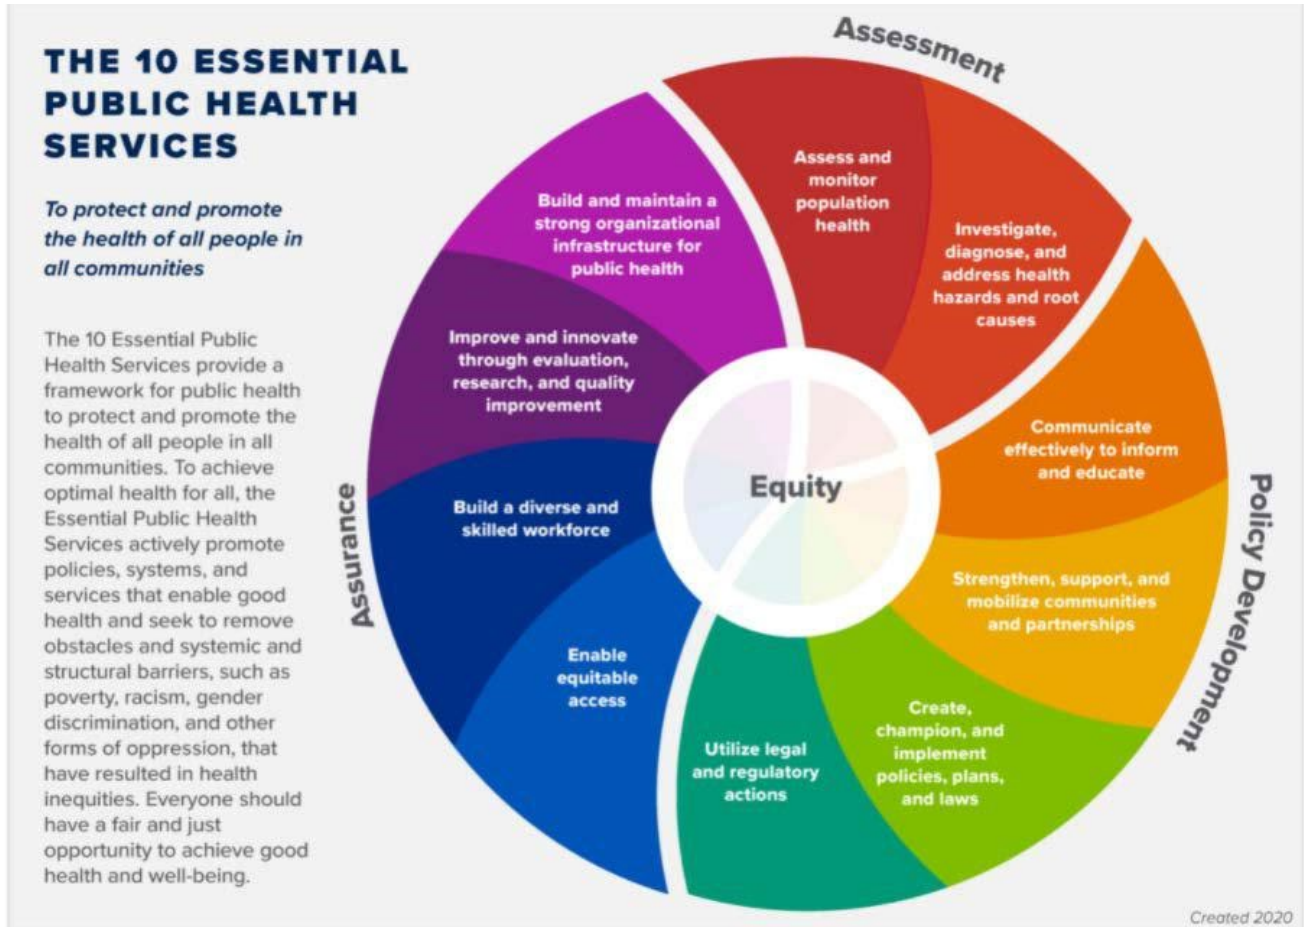 THE 10 ESSENTIAL
PUBLIC HEALTH
SERVICES
To protect and promote
the health of all people in
all communities
The 10 Essential Public
Health Services provide a
framework for public health
to protect and promote the
health of all people in all
communities. To achieve
optimal health for all, the
Essential Public Health
Services actively promote
policies, systems, and
services that enable good
health and seek to remove
obstacles and systemic and
structural barriers, such as
poverty, racism, gender
discrimination, and other
forms of oppression, that
have resulted in health
inequities. Everyone should
have a fair and just
opportunity to achieve good
health and well-being.
Assessment
Assess and
monitor
population
health
Investigate,
diagnose, and
address health
hazards and root
causes
Policy Development
Communicate
effectively to inform
and educate
Strengthen, support, and
mobilize communities
and partnerships
Create,
champion, and
implement
policies, plans,
and laws
Utilize legal
and regulatory
actions
Assurance
Enable
equitable
access
Build a diverse and
skilled workforce
Improve and innovate
through evaluation,
research, and quality
improvement
Build and maintain a
strong organizational
infrastructure for
public health
Equity
Created 2020